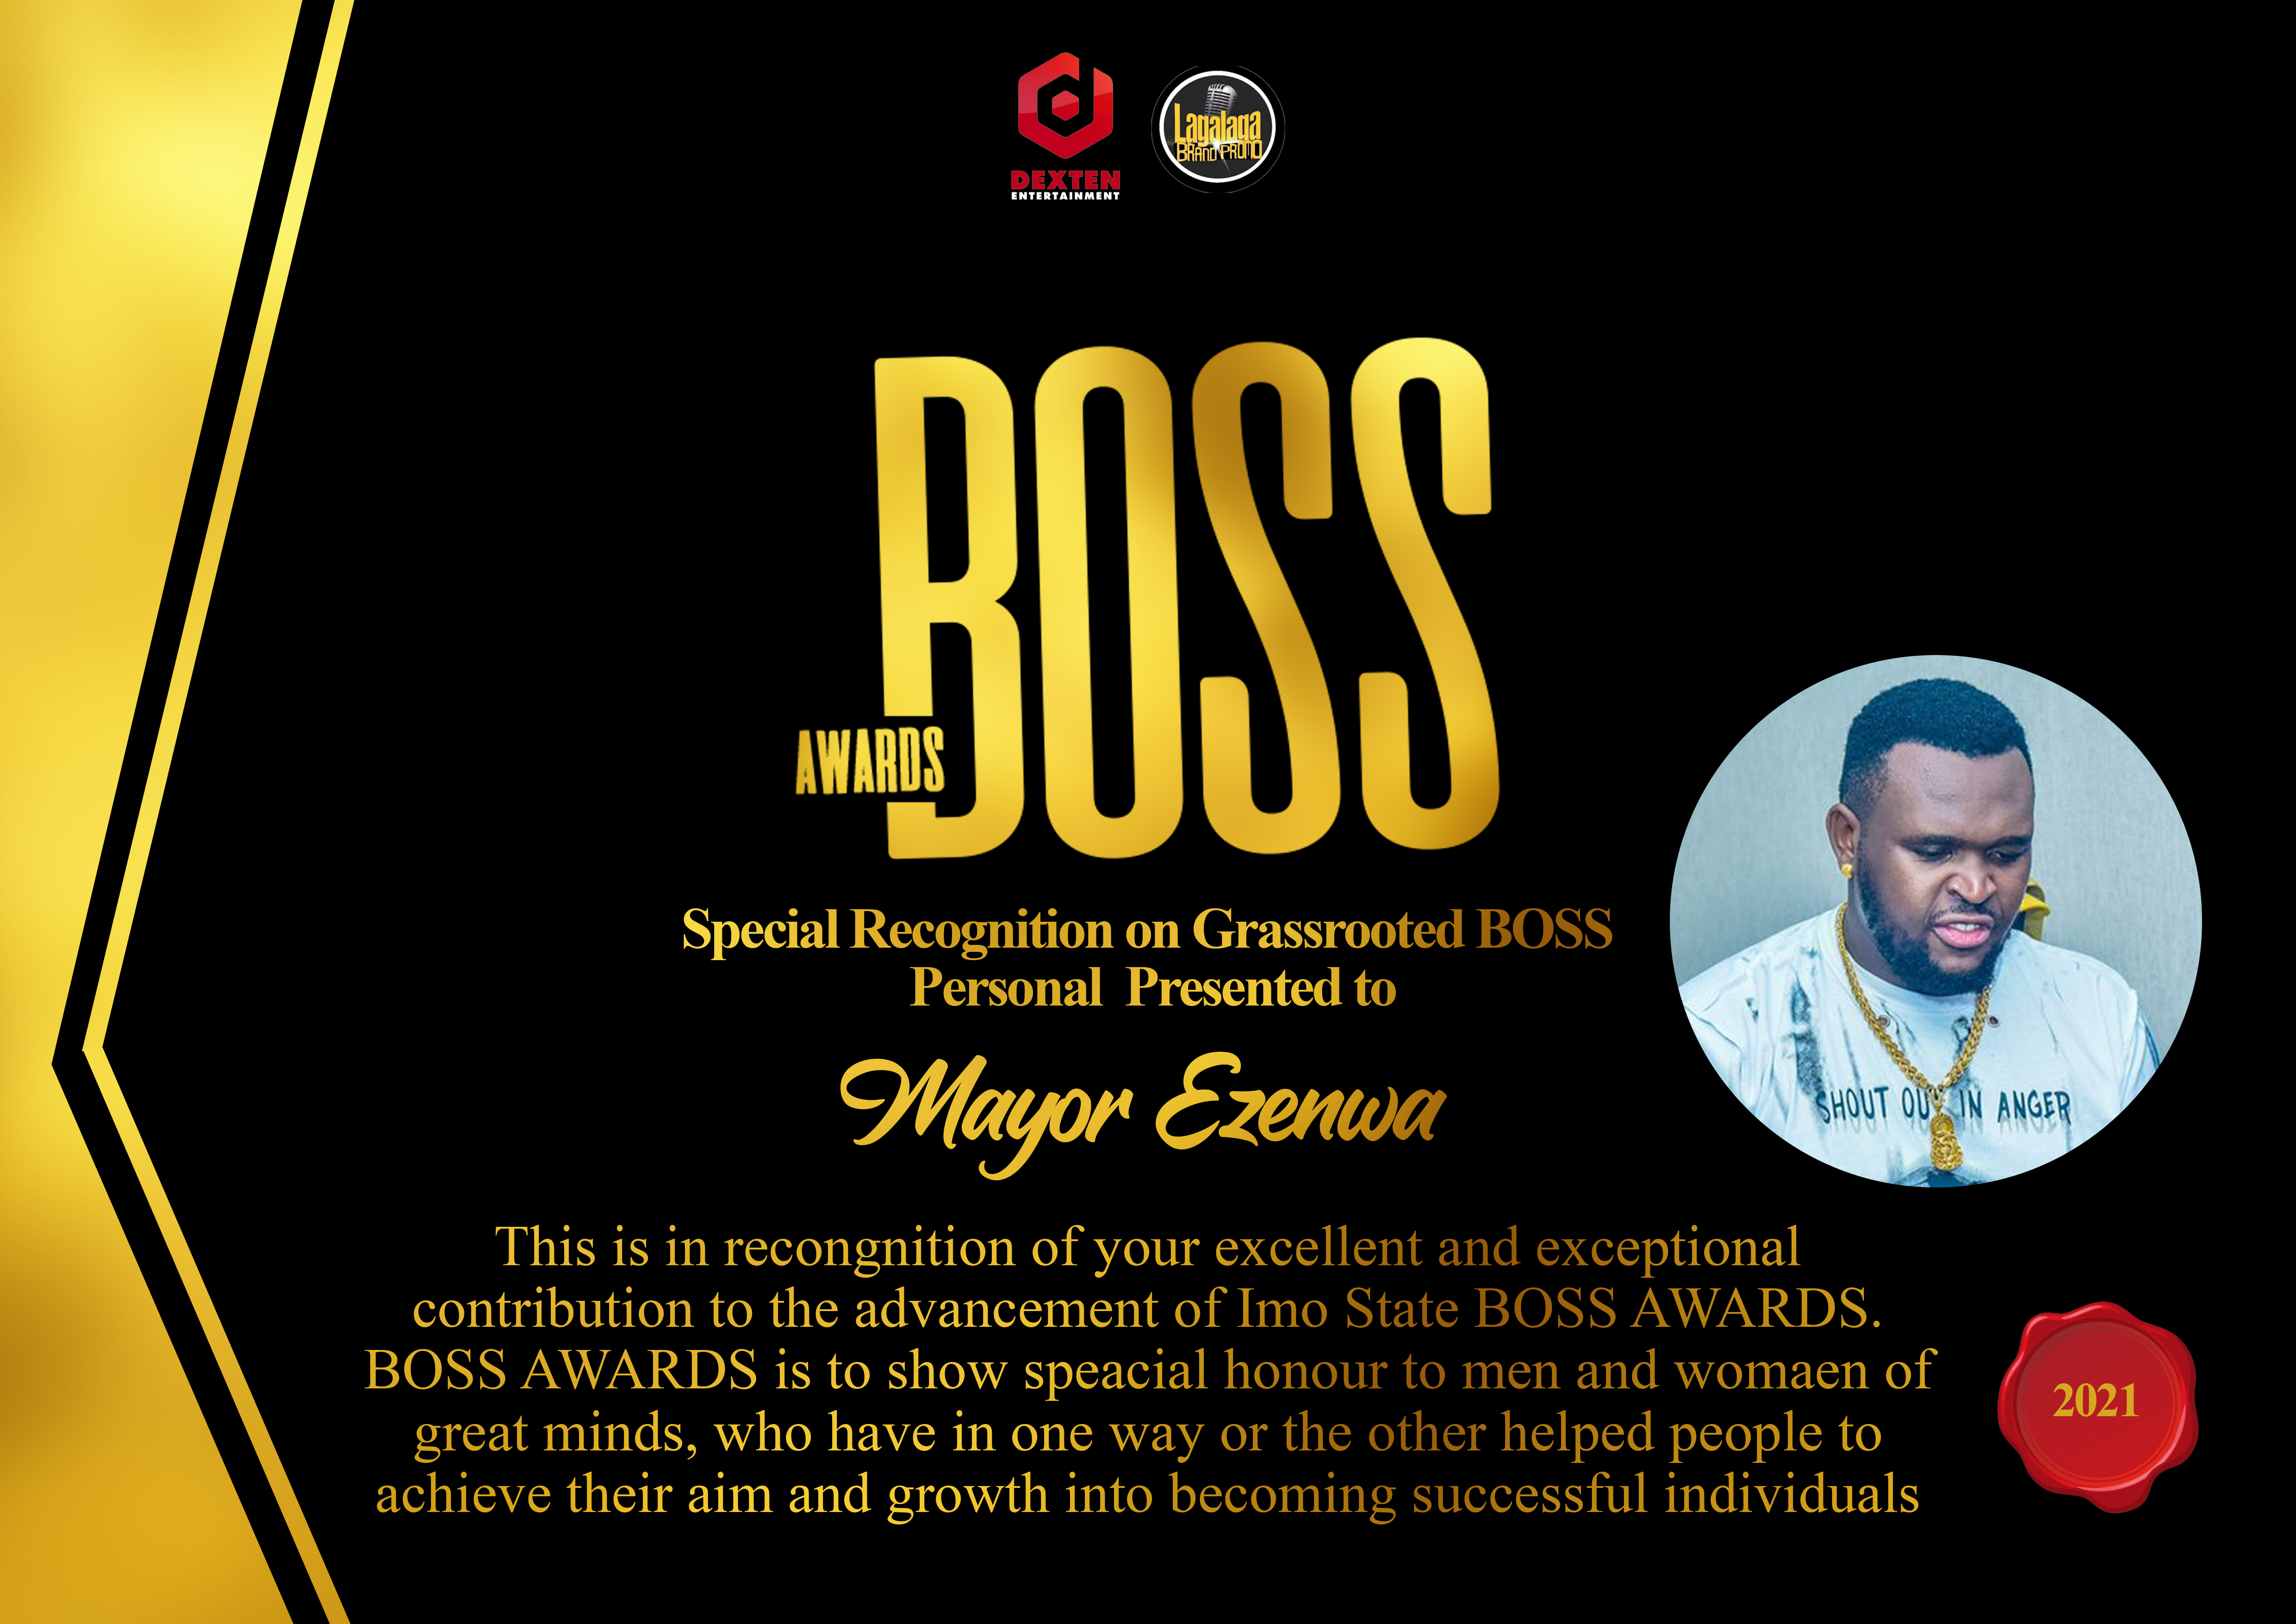 DEXTEN
ENTERTAINMENT
Lagalaga
BRAND PROMO
BOSS
AWARDS
Special Recognition on Grassrooted BOSS
Personal Presented to
Mayor Ezenwa
SHOUT OUT IN ANGER
This is in recongnition of your excellent and exceptional
contribution to the advancement of Imo State BOSS AWARDS.
BOSS AWARDS is to show speacial honour to men and womaen of
great minds, who have in one way or the other helped people to
achieve their aim and growth into becoming successful individuals
2021